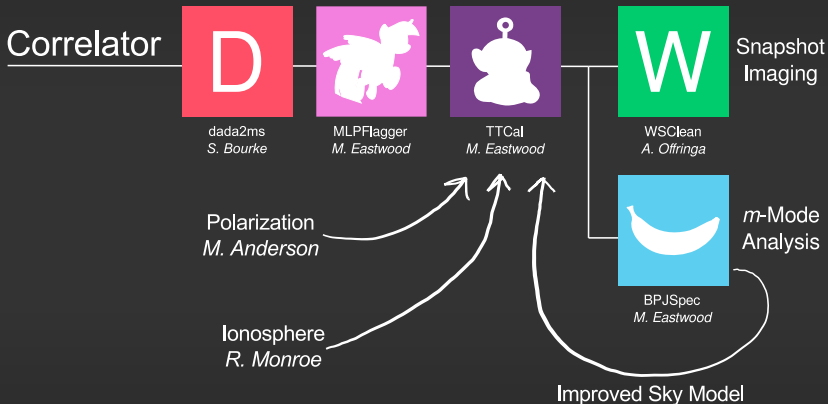 Correlator
D
dada2ms
S. Bourke
MLPFlagger
M. Eastwood
TTCal
M. Eastwood
W
WSClean
A. Offringa
Snapshot
Imaging
Polarization
M. Anderson
Ionosphere
R. Monroe
BPJSpec
M. Eastwood
m-Mode
Analysis
Improved Sky Model